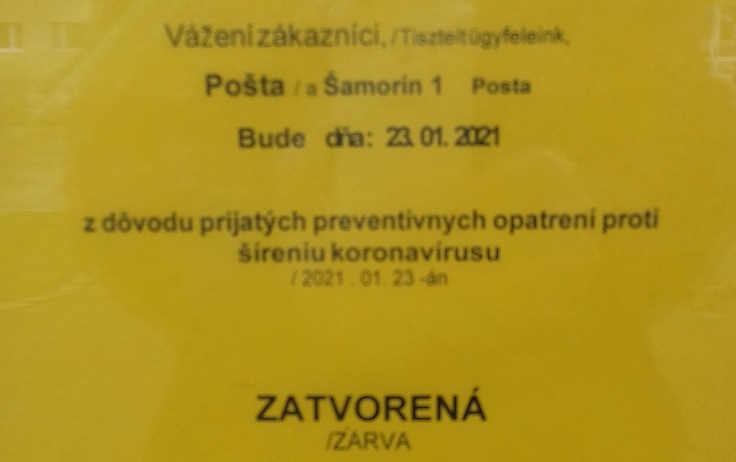 Vážení zákazníci, /Tisztelt ügyfeleink,
Pošta / a Šamorín 1 Posta
Bude dňa: 23.01.2021
z dôvodu prijatých preventívnych opatrení proti
šíreniu koronavírusu
/ 2021 . 01. 23 -án
ZATVORENÁ
/ZÁRVA